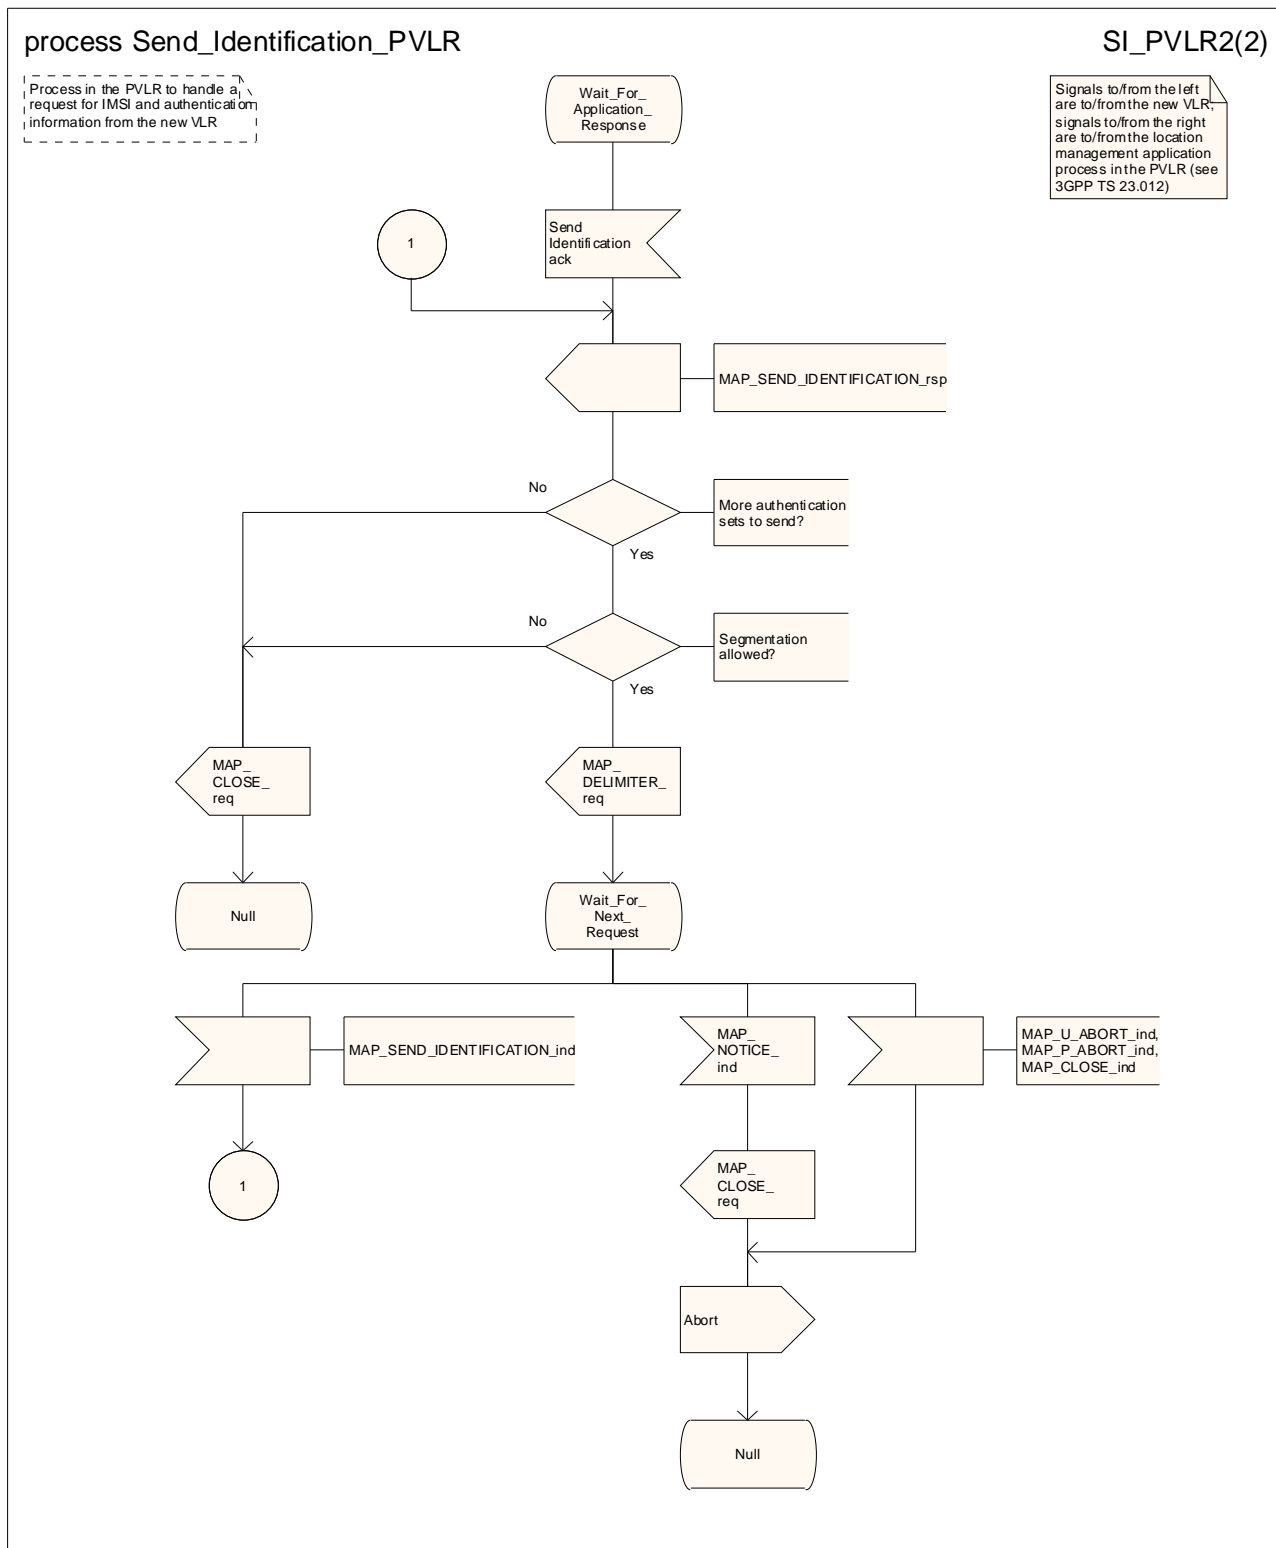 process Send_Identification_PVLR
SI_PVLR2(2)
Process in the PVLR to handle a
request for IMSI and authentication
information from the new VLR
Signals to/from the left
are to/from the new VLR;
signals to/from the right
are to/from the location
management application
process in the PVLR (see
3GPP TS 23.012)
Wait_For_
Application_
Response
1
Send
Identification
ack
MAP_SEND_IDENTIFICATION_rsp
No
More authentication
sets to send?
Yes
No
Segmentation
allowed?
Yes
MAP_
CLOSE_
req
MAP_
DELIMITER_
req
Null
Wait_For_
Next_
Request
MAP_SEND_IDENTIFICATION_ind
MAP_
NOTICE_
ind
MAP_U_ABORT_ind,
MAP_P_ABORT_ind,
MAP_CLOSE_ind
1
MAP_
CLOSE_
req
Abort
Null